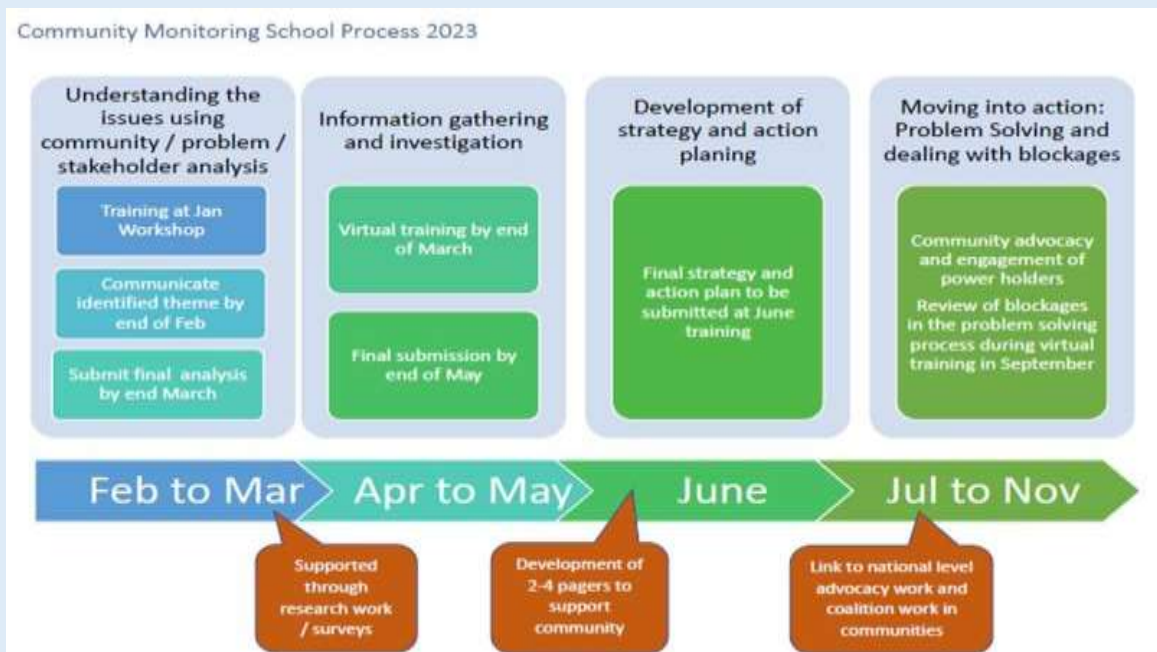 Community Monitoring School Process 2023
Understanding the
issues using
community / problem /
stakeholder analysis
Training at Jan
Workshop
Communicate
identified theme by
end of Feb
Submit final analysis
by end March
Information gathering
and investigation
Virtual training by end
of March
Final submission by
end of May
Development of
strategy and action
planing
Final strategy and
action plan to be
submitted at June
training
Moving into action:
Problem Solving and
dealing with blockages
Community advocacy
and engagement of
power holders
Review of blockages
in the problem solving
process during virtual
training in September
Feb to Mar
Apr to May
June
Jul to Nov
Supported
through
research work
/ surveys
Development of
2-4 pagers to
support
community
Link to national level
advocacy work and
coalition work in
communities